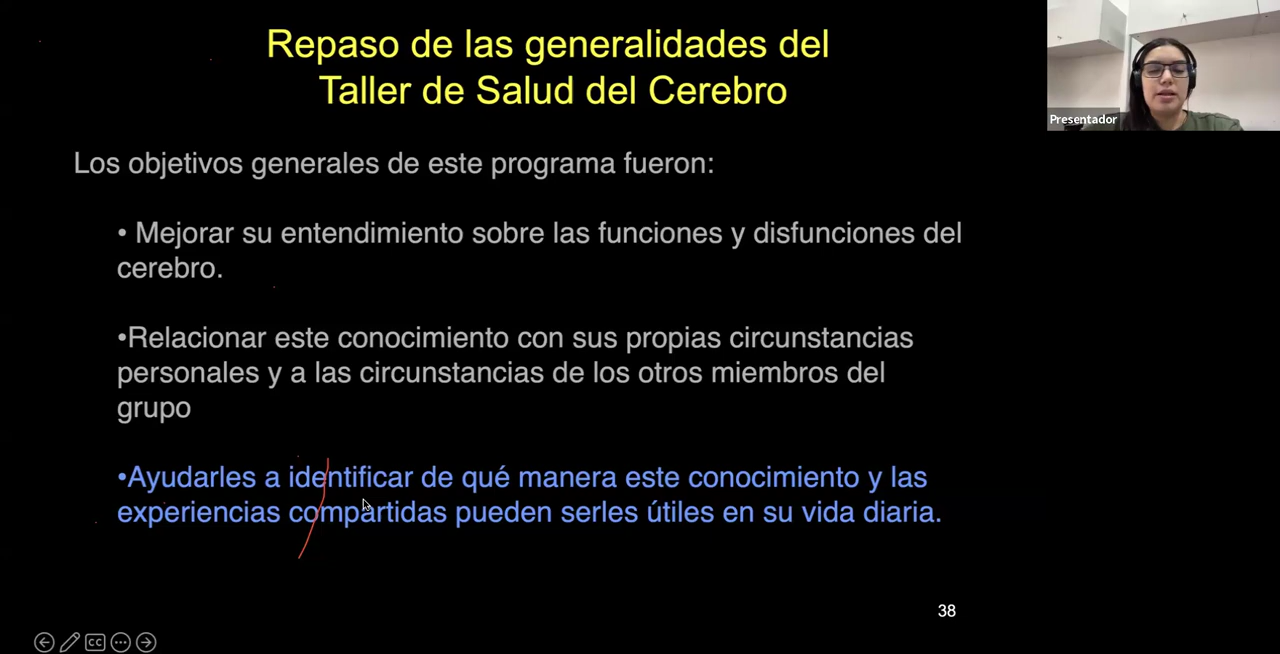 Repaso de las generalidades del
Taller de Salud del Cerebro
Presentador
Los objetivos generales de este programa fueron:
• Mejorar su entendimiento sobre las funciones y disfunciones del
cerebro.
•Relacionar este conocimiento con sus propias circunstancias
personales y a las circunstancias de los otros miembros del
grupo
•Ayudarles a identificar de qué manera este conocimiento y las
experiencias compartidas pueden serles útiles en su vida diaria.
38
CC